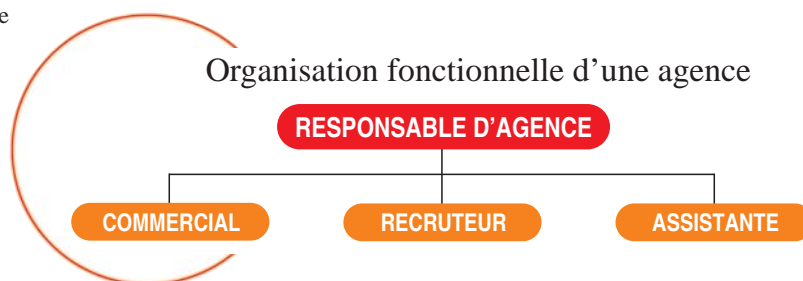 e
Organisation fonctionnelle d’une agence
RESPONSABLE D’AGENCE
COMMERCIAL
RECRUTEUR
ASSISTANTE